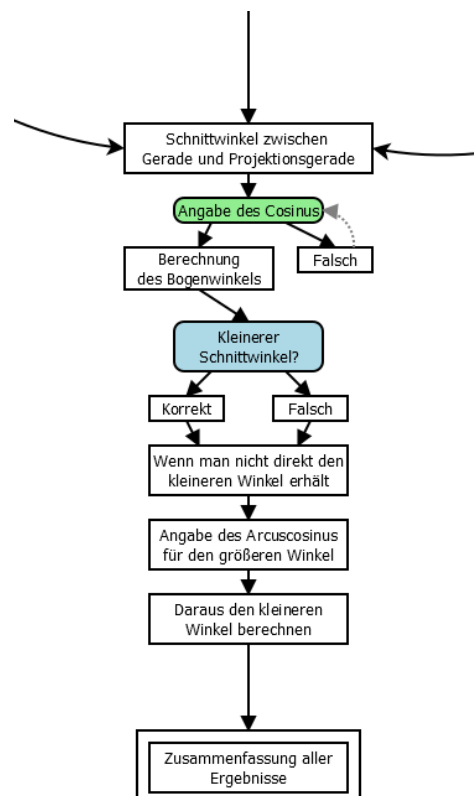 Schnittwinkel zwischen
Gerade und Projektionsgerade
Angabe des Cosinus
Berechnung
des Bogenwinkels
Falsch
Kleinerer
Schnittwinkel?
Korrekt
Falsch
Wenn man nicht direkt den
kleineren Winkel erhält
Angabe des Arcuscosinus
für den größeren Winkel
Daraus den kleineren
Winkel berechnen
Zusammenfassung aller
Ergebnisse